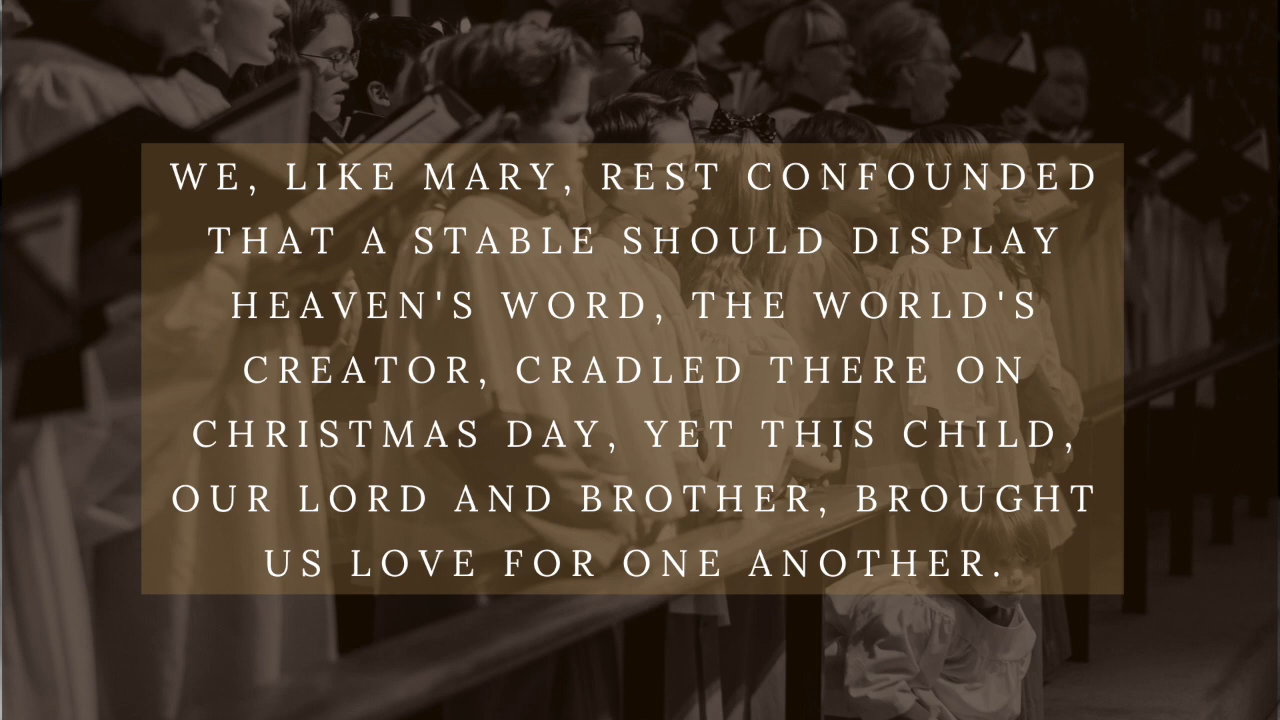 WE, LIKE MARY, REST CONFOUNDED
THAT A STABLE SHOULD DISPLAY
HEAVEN'S WORD, THE WORLD'S
CREATOR, CRADLED THERE ON
CHRISTMAS DAY, YET THIS CHILD,
OUR LORD AND BROTHER, BROUGHT
US LOVE FOR ONE ANOTHER.